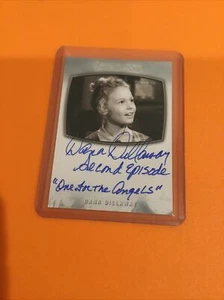 Dana Dillaway
Second Episode
"One For the Angels"
DANA DILLAWAY